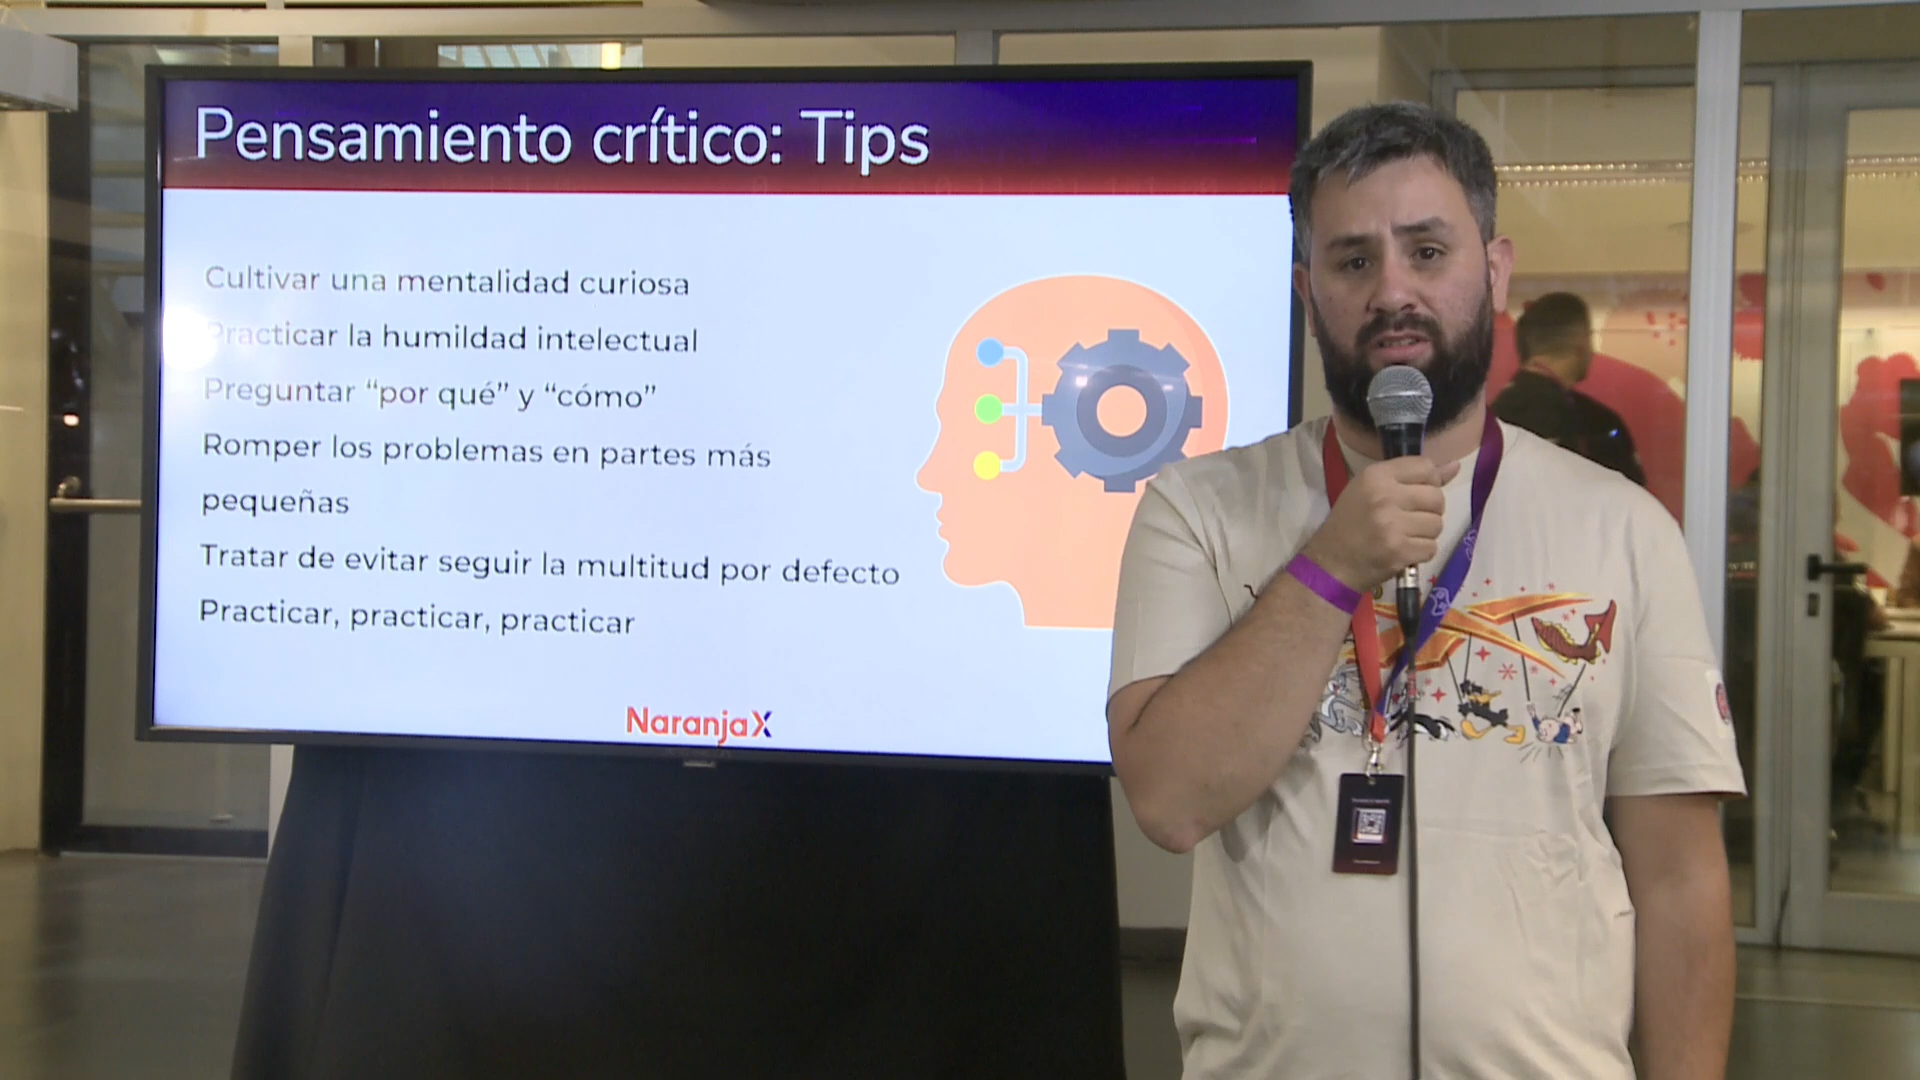 Pensamiento crítico: Tips
Cultivar una mentalidad curiosa
Practicar la humildad intelectual
Preguntar “por qué” y “cómo”
Romper los problemas en partes más
pequeñas
Tratar de evitar seguir la multitud por defecto
Practicar, practicar, practicar
NaranjaX